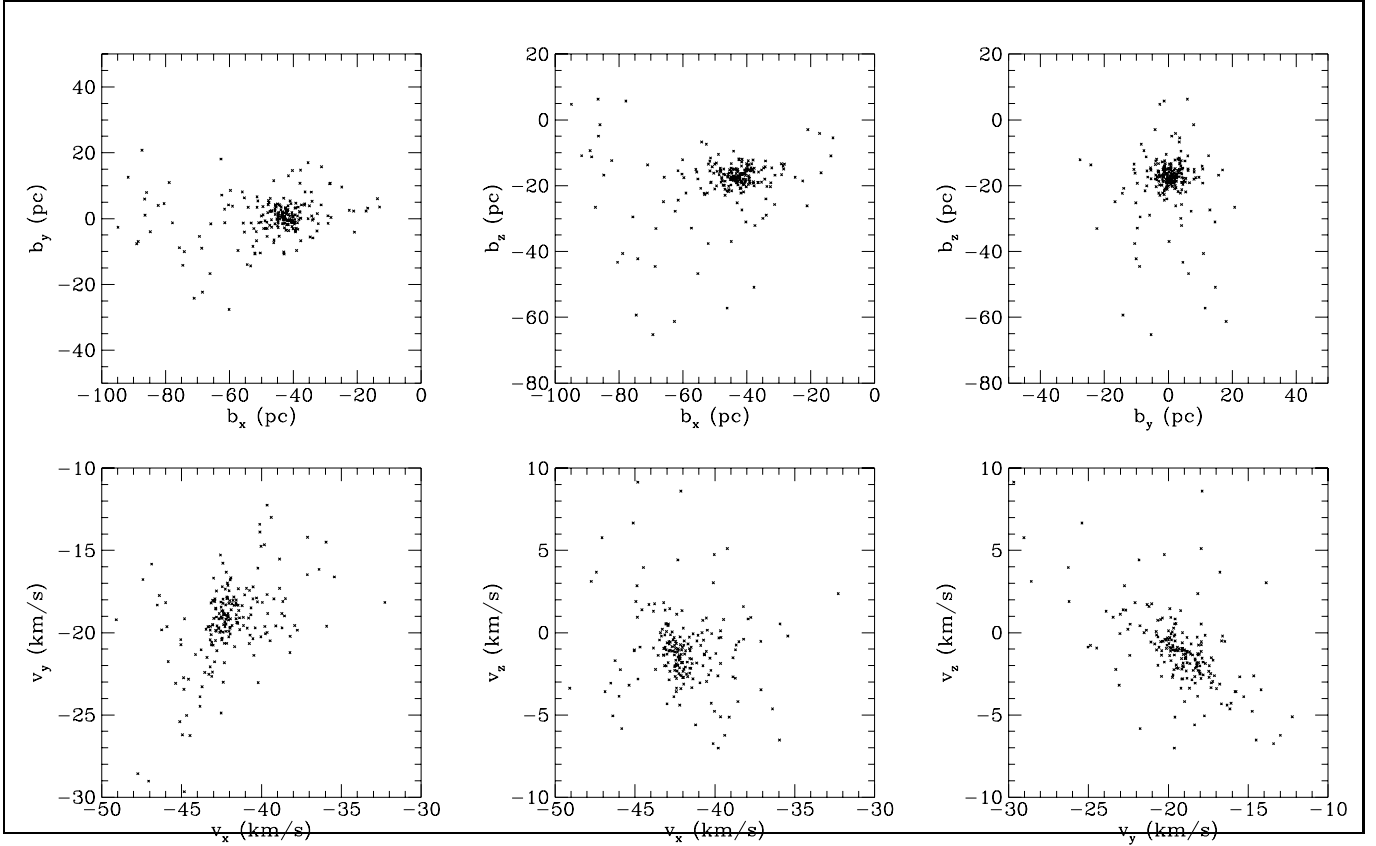 40
20
0
−20
−40
b_y (pc)
−100 −80 −60 −40 −20 0
b_x (pc)
20
0
−20
−40
−60
−80
b_z (pc)
−100 −80 −60 −40 −20 0
b_x (pc)
20
0
−20
−40
−60
−80
b_z (pc)
−40 −20 0 20 40
b_y (pc)
−10
−15
−20
−25
−30
v_y (km/s)
−50 −45 −40 −35 −30
v_x (km/s)
10
5
0
−5
−10
v_z (km/s)
−50 −45 −40 −35 −30
v_x (km/s)
10
5
0
−5
−10
v_z (km/s)
−30 −25 −20 −15 −10
v_y (km/s)